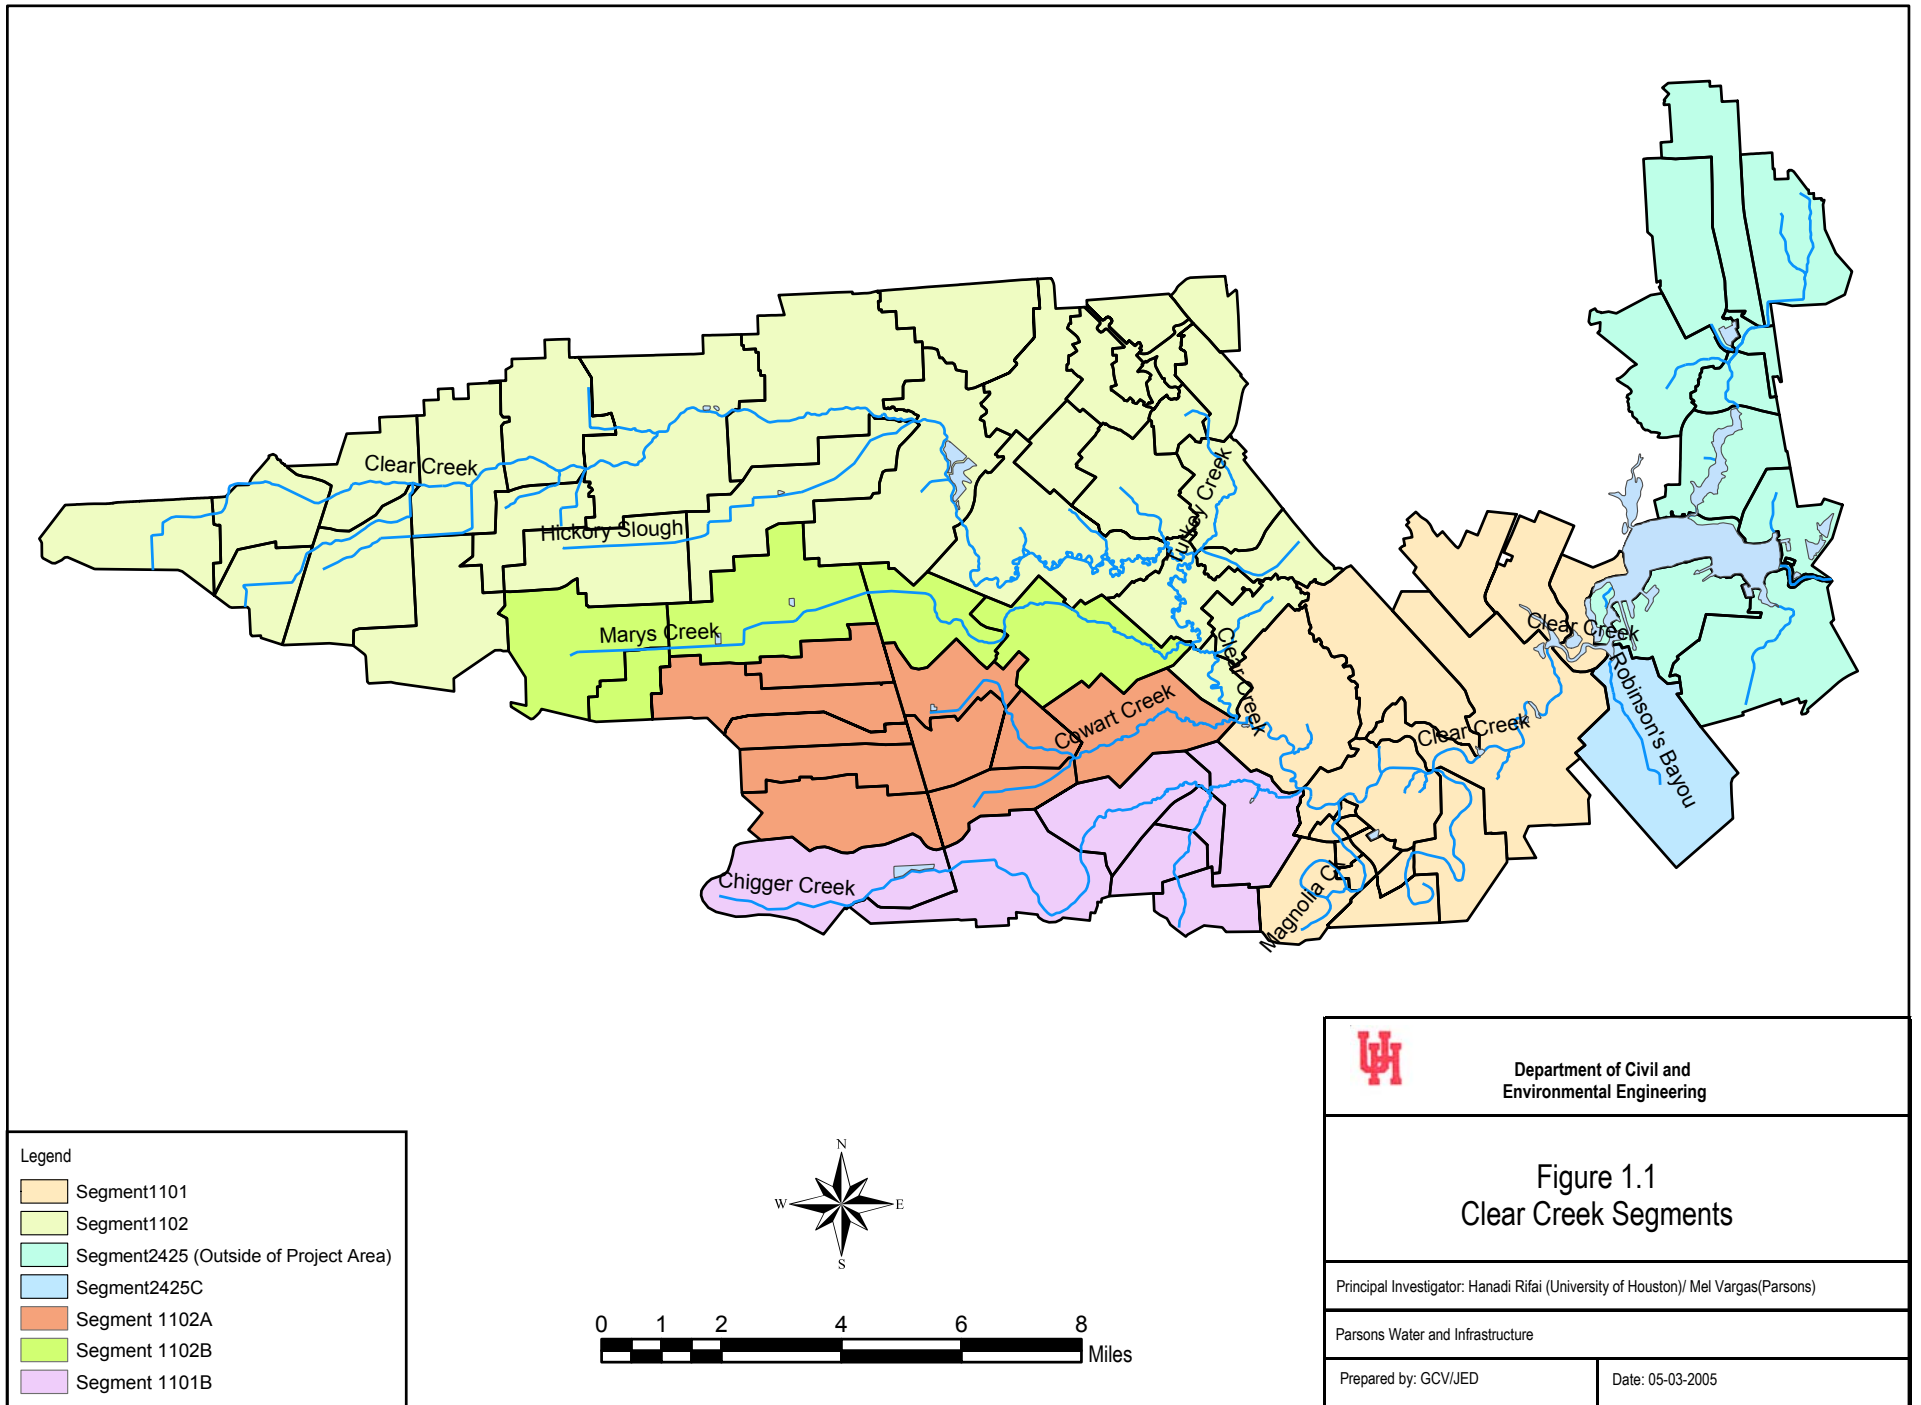 Clear Creek
Hickory Slough
Turkey Creek
Marys Creek
Clear Creek
Clear Creek
Robinson's Bayou
Cowart Creek
Clear Creek
Chigger Creek
Magnolia Ck
UH
Department of Civil and
Environmental Engineering
Figure 1.1
Clear Creek Segments
Principal Investigator: Hanadi Rifai (University of Houston)/ Mel Vargas(Parsons)
Parsons Water and Infrastructure
Prepared by: GCV/JED
Date: 05-03-2005
Legend
Segment1101
Segment1102
Segment2425 (Outside of Project Area)
Segment2425C
Segment 1102A
Segment 1102B
Segment 1101B
N
W
E
S
0 1 2 4 6 8
Miles